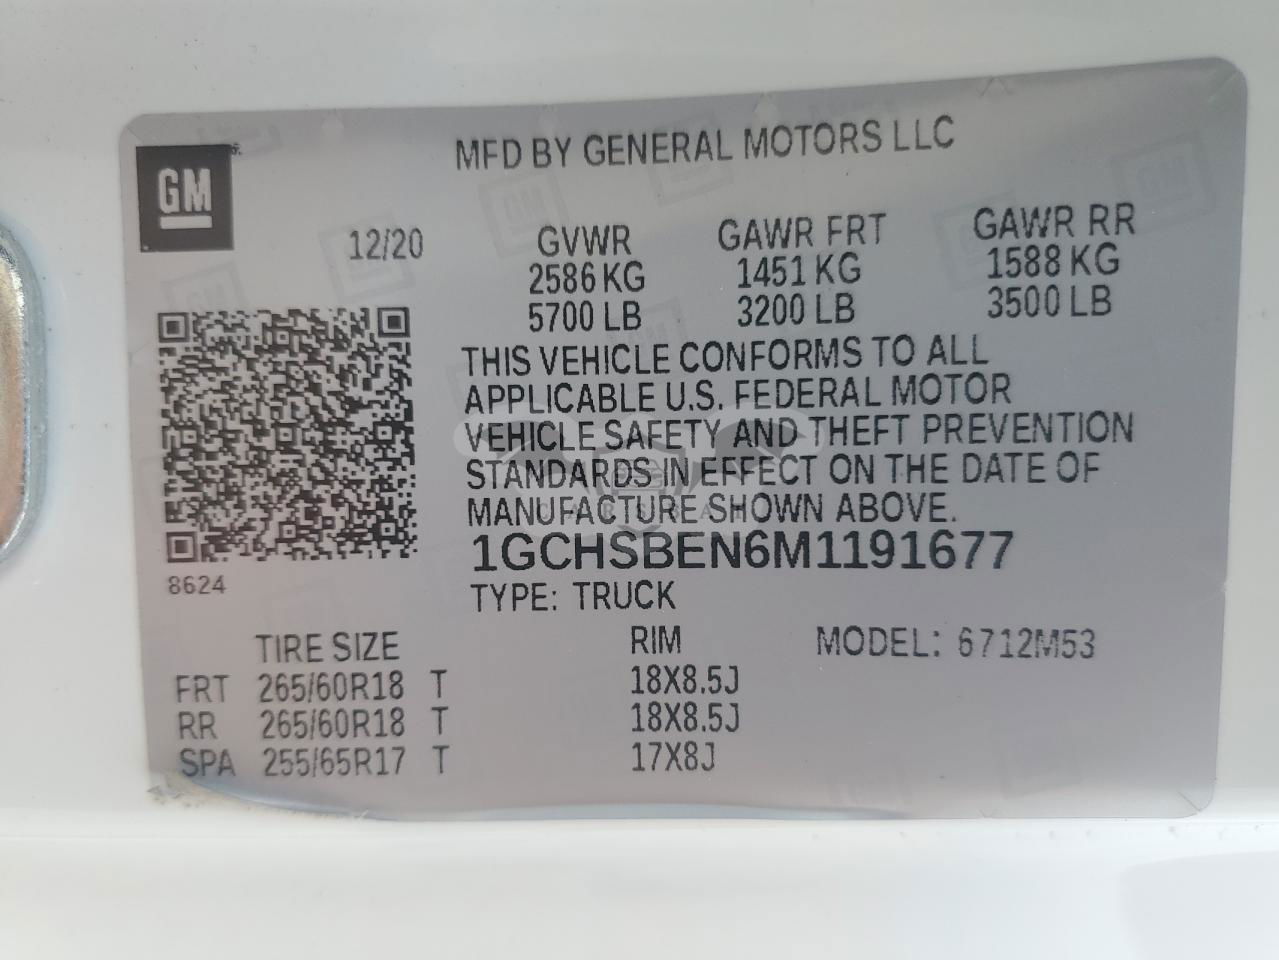 MFD BY GENERAL MOTORS LLC
GM
12/20
GVWR GAWR FRT GAWR RR
2586 KG 1451 KG 1588 KG
5700 LB 3200 LB 3500 LB
THIS VEHICLE CONFORMS TO ALL
APPLICABLE U.S. FEDERAL MOTOR
VEHICLE SAFETY AND THEFT PREVENTION
STANDARDS IN EFFECT ON THE DATE OF
MANUFACTURE SHOWN ABOVE.
1GCHSBEN6M1191677
8624
TYPE: TRUCK
TIRE SIZE RIM MODEL: 6712M53
FRT 265/60R18 T 18X8.5J
RR 265/60R18 T 18X8.5J
SPA 255/65R17 T 17X8J